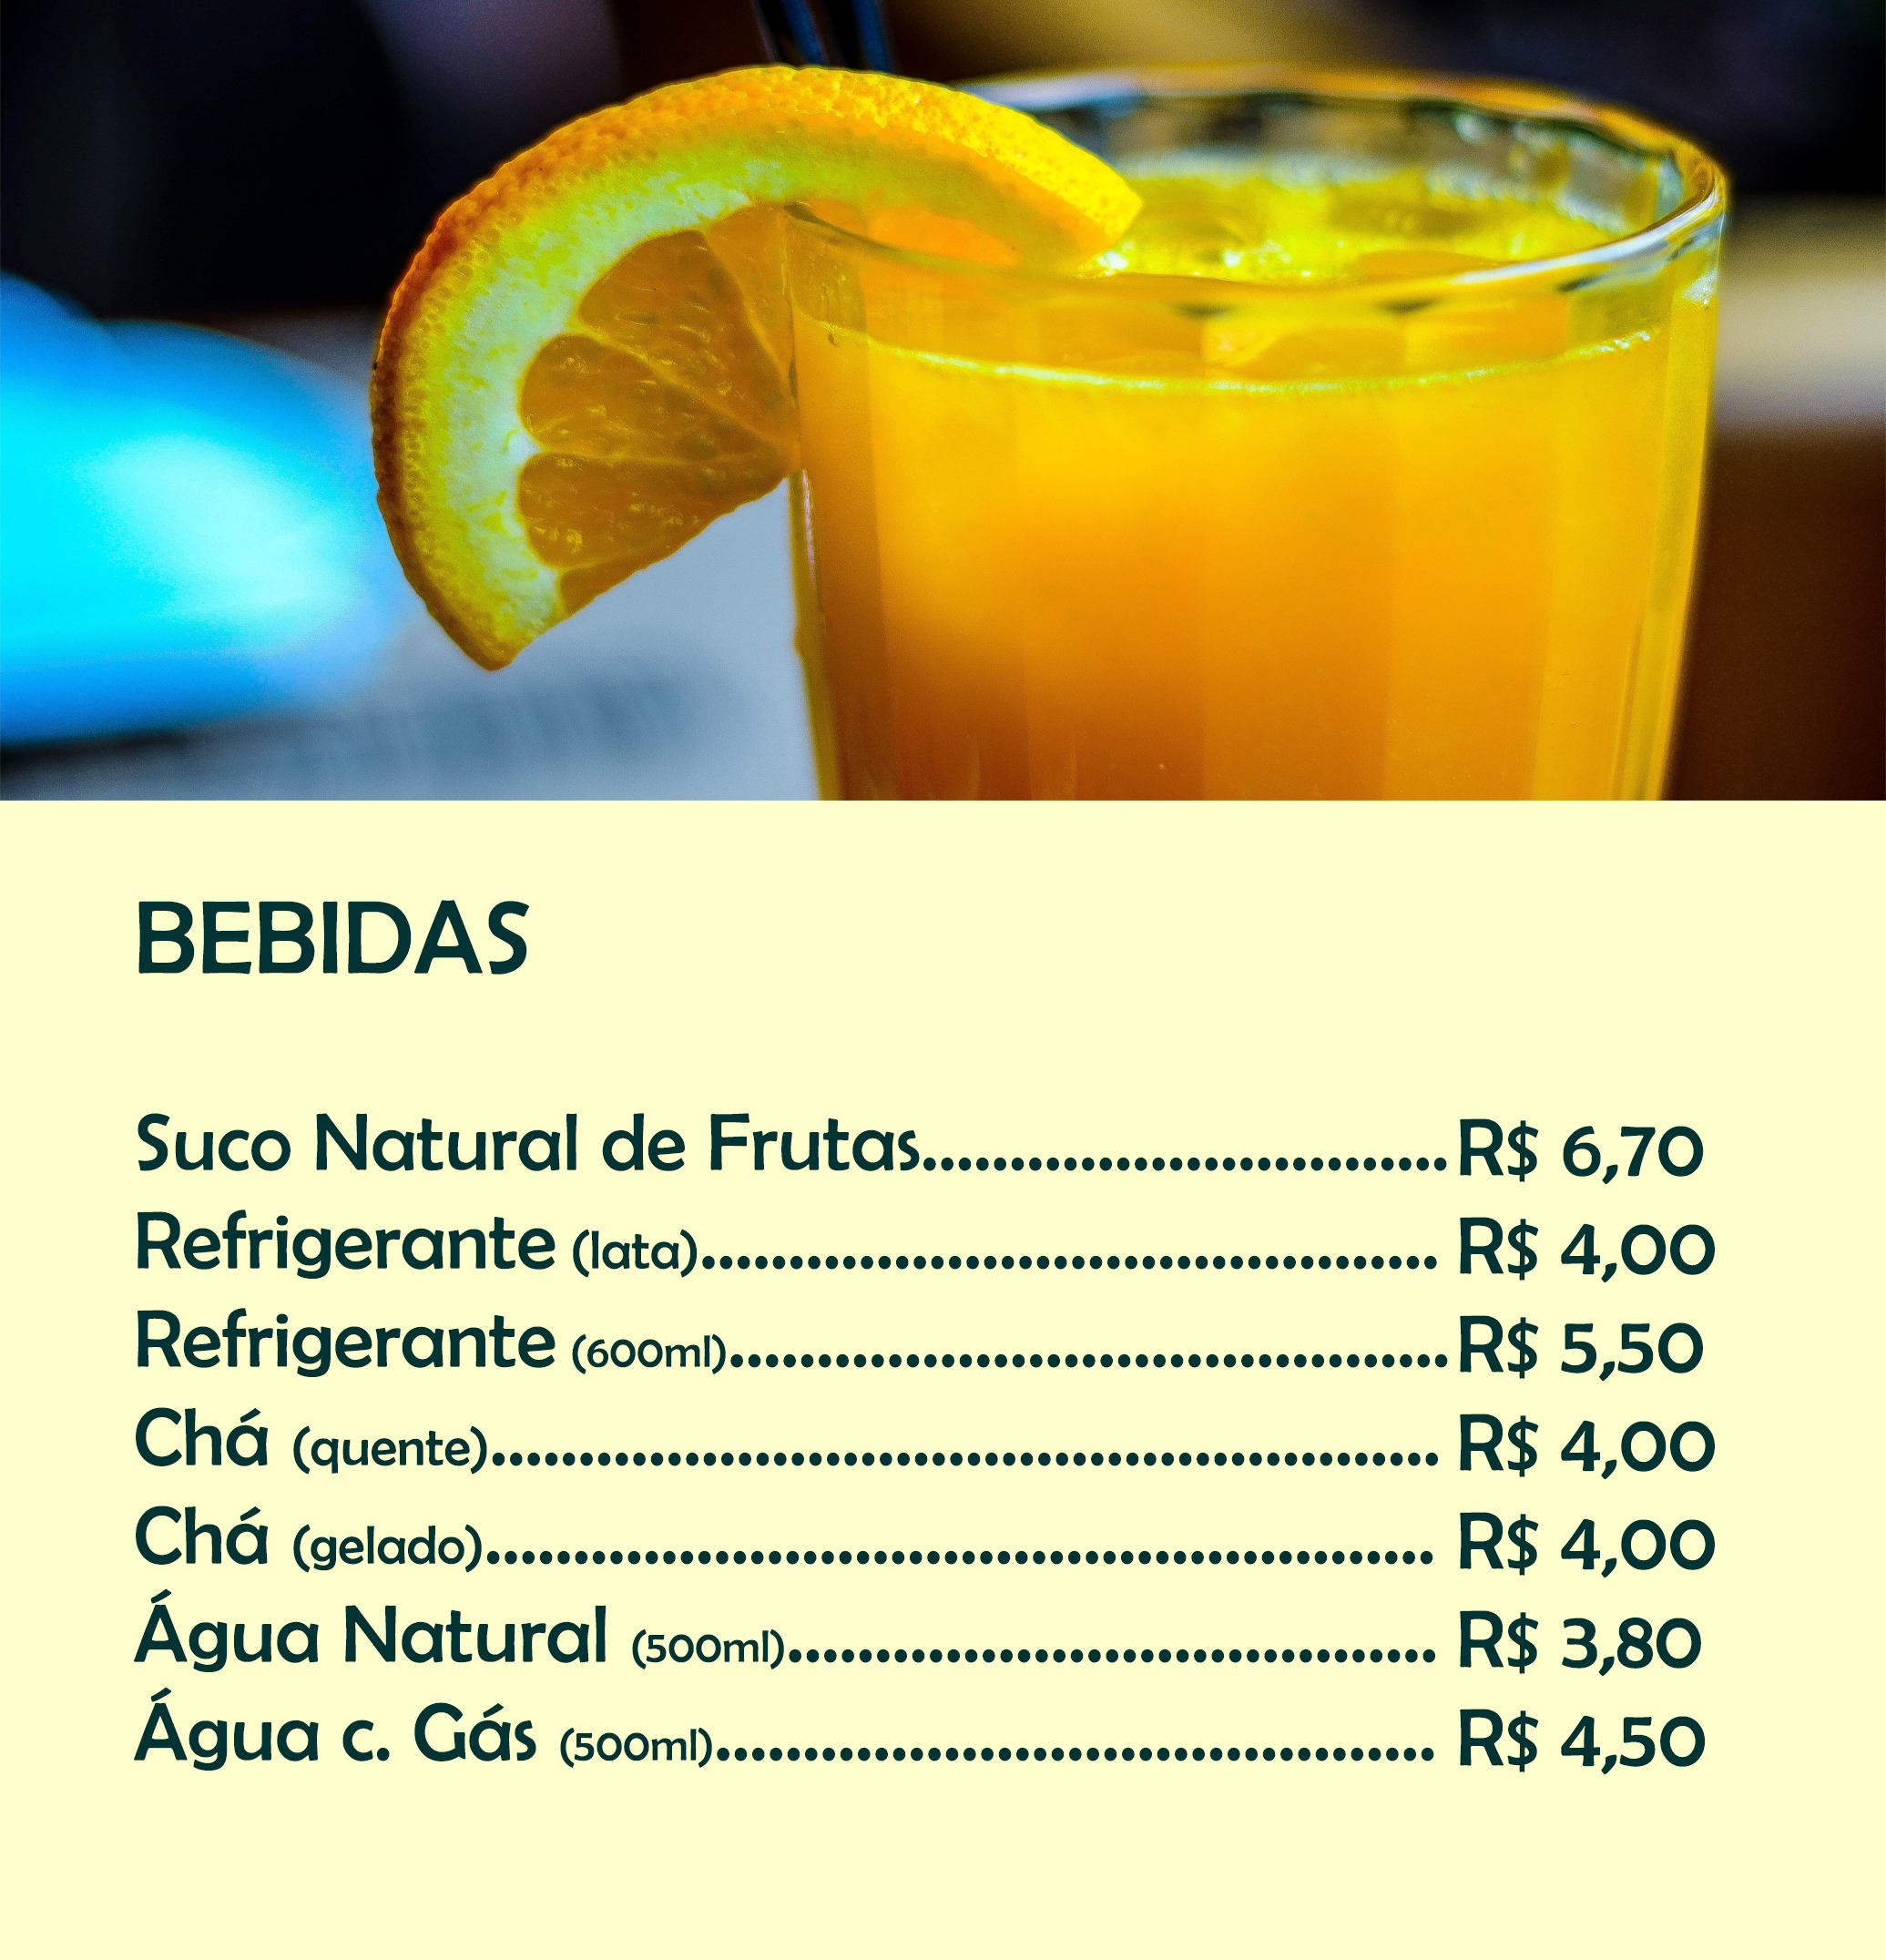 BEBIDAS
Suco Natural de Frutas..............................R$ 6,70
Refrigerante (lata).......................................... R$ 4,00
Refrigerante (600ml).........................................R$ 5,50
Chá (quente)...................................................... R$ 4,00
Chá (gelado)...................................................... R$ 4,00
Água Natural (500ml)..................................... R$ 3,80
Água c. Gás (500ml)......................................... R$ 4,50